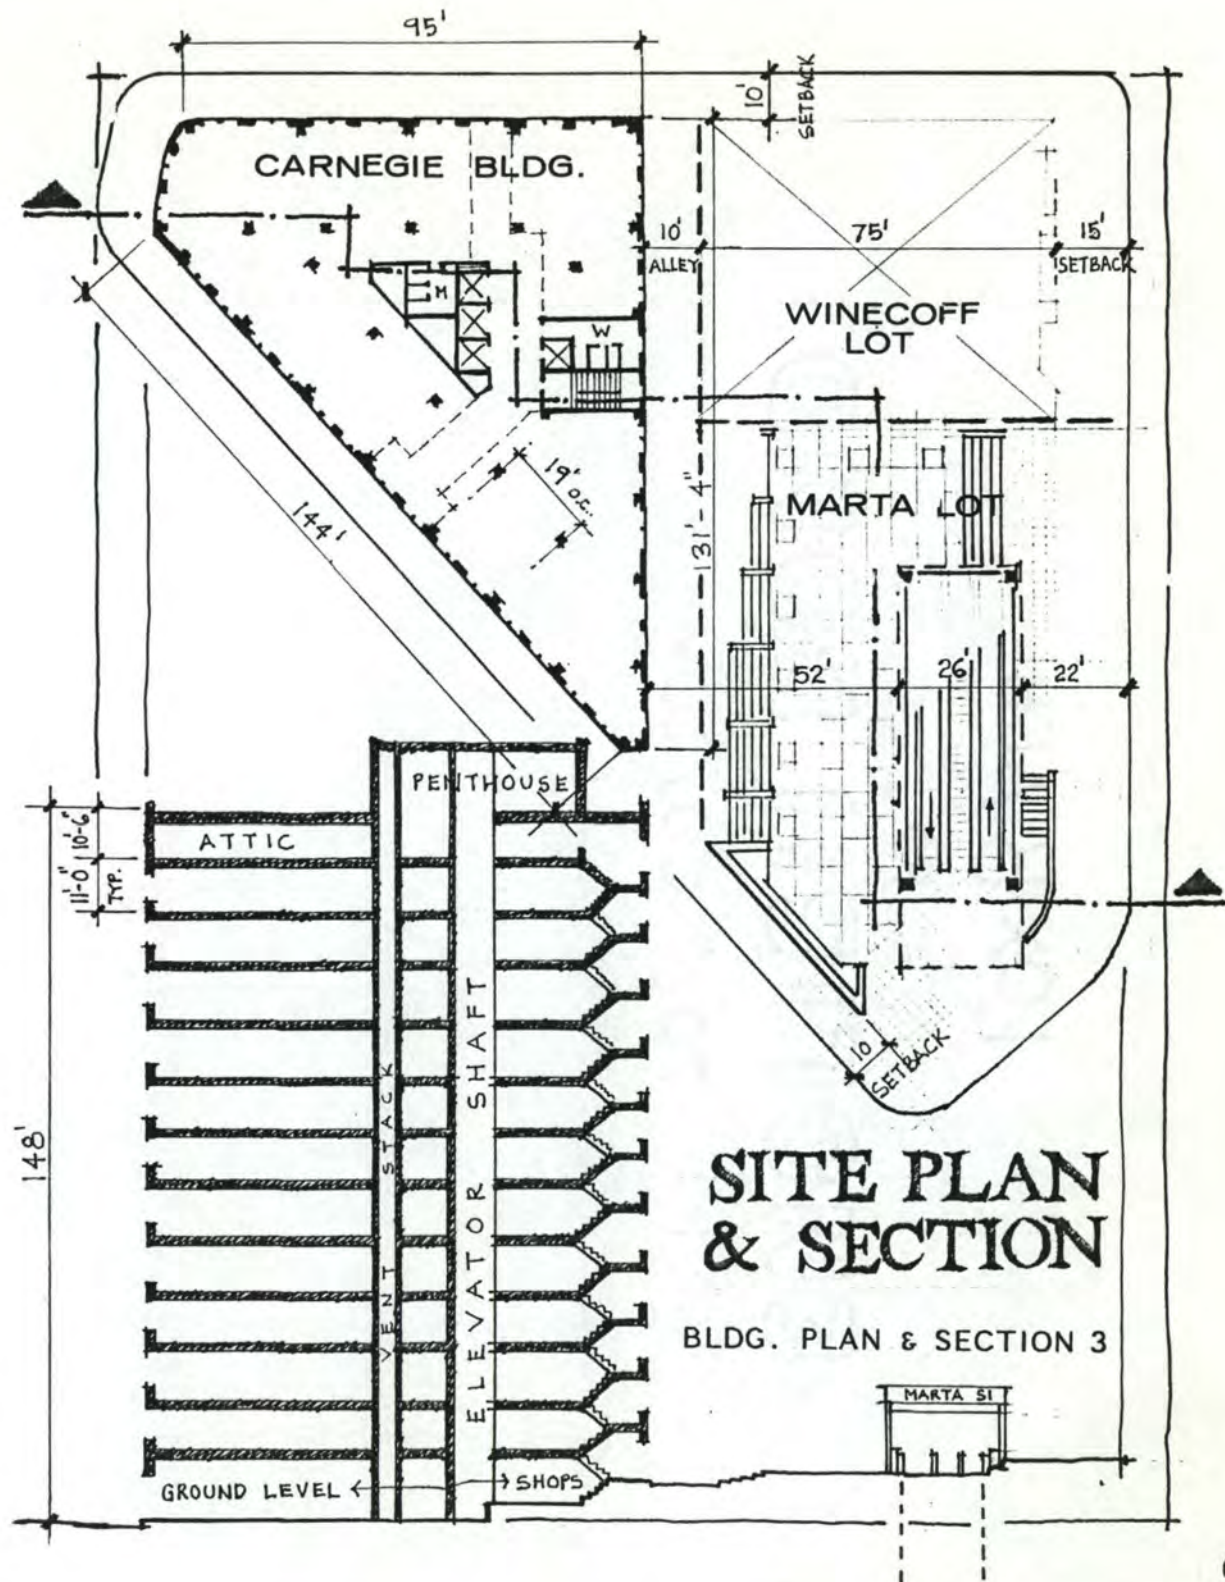 95'
10'
SETBACK
CARNEGIE BLDG.
10'
ALLEY
75'
15'
SETBACK
M
W
WINECOFF
LOT
19'
O.C.
144'
131'-4"
MARTA LOT
52'
26'
22'
PENTHOUSE
ATTIC
10'-6"
11'-0"
TYP.
148'
VENT STACK
ELEVATOR SHAFT
10
SETBACK
SITE PLAN
& SECTION
BLDG. PLAN & SECTION 3
MARTA S1
GROUND LEVEL
SHOPS